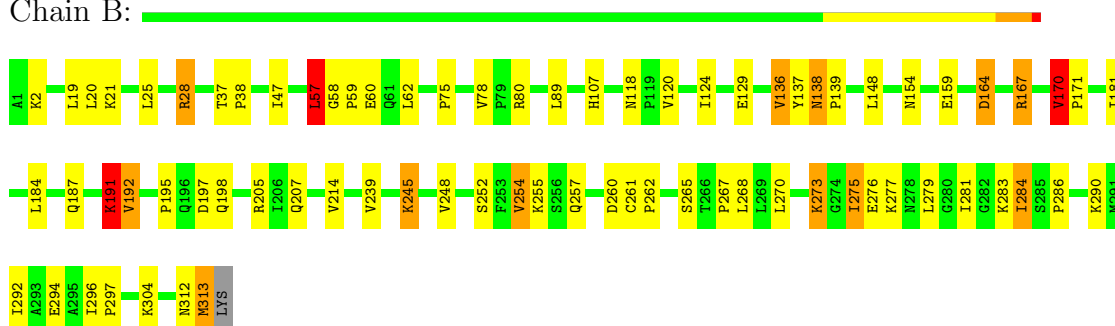 Chain B:
A1 K2 L19 L20 K21 L25 R28 T37 P38 I47 L57 G58 P59 E60 Q61 L62 P75 V78 P79 R80 L89 H107 N118 P119 V120 I124 E129 V136 Y137 N138 P139 L148 N154 E159 D164 R167 V170 P171 I181
L184 Q187 K191 V192 P195 Q196 D197 Q198 R205 I206 Q207 V214 V239 K245 V248 S252 F253 V254 K255 S256 Q257 D260 C261 P262 S265 T266 P267 L268 L269 L270 K273 G274 I275 E276 K277 N278 L279 G280 I281 G282 K283 I284 S285 P286 K290 M291
I292 A293 E294 A295 I296 P297 K304 N312 M313 LYS